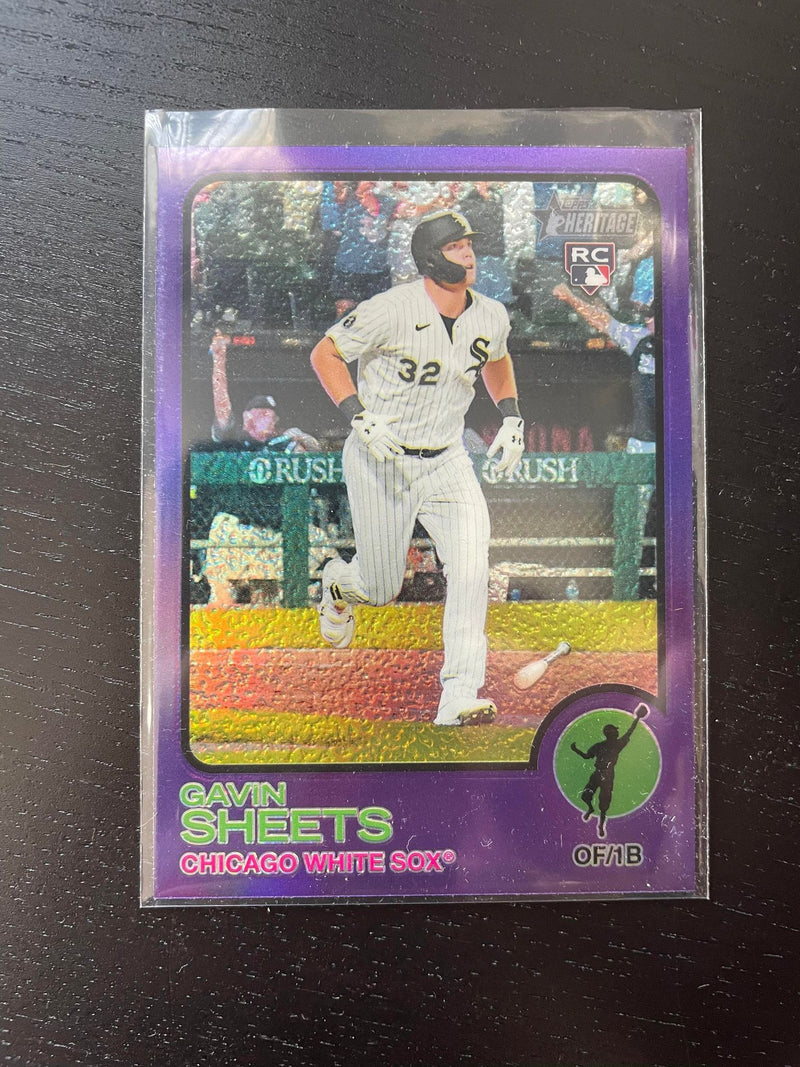 TOPPS
HERITAGE
RC
32
RUSH
RUSH
GAVIN
SHEETS
CHICAGO WHITE SOX®
OF/1B